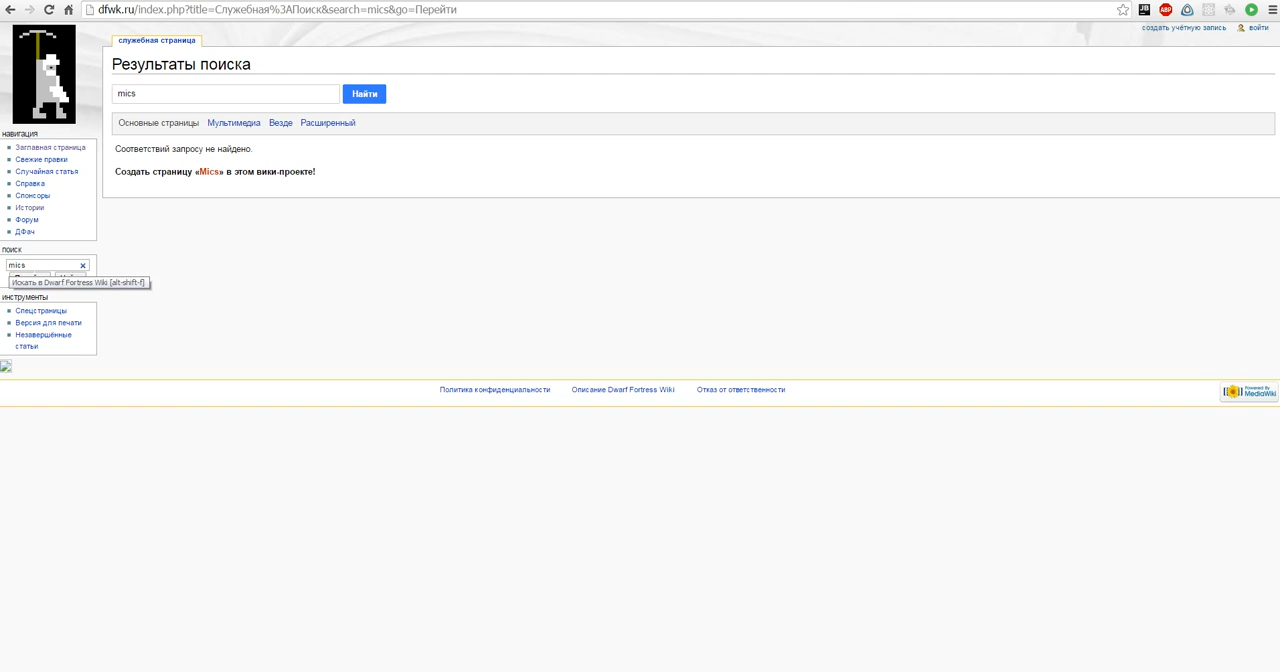 dfwk.ru/index.php?title=Служебная%3AПоиск&search=mics&go=Перейти
JB
ABP
создать учётную запись
войти
служебная страница
Результаты поиска
mics
Найти
Основные страницы
Мультимедиа
Везде
Расширенный
Соответствий запросу не найдено.
Создать страницу «Mics» в этом вики-проекте!
навигация
Заглавная страница
Свежие правки
Случайная статья
Справка
Спонсоры
Истории
Форум
ДФач
поиск
mics
Искать в Dwarf Fortress Wiki [alt-shift-f]
инструменты
Спецстраницы
Версия для печати
Незавершённые
статьи
Политика конфиденциальности
Описание Dwarf Fortress Wiki
Отказ от ответственности
Powered By
MediaWiki